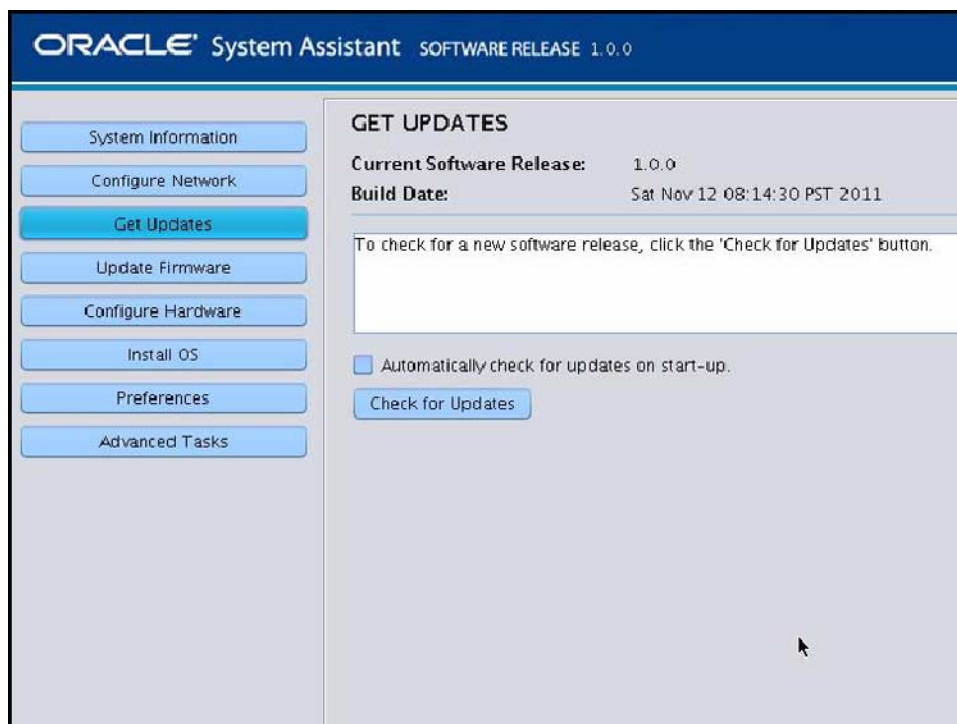 ORACLE' System Assistant SOFTWARE RELEASE 1.0.0
System Information
Configure Network
Get Updates
Update Firmware
Configure Hardware
Install OS
Preferences
Advanced Tasks
GET UPDATES
Current Software Release: 1.0.0
Build Date: Sat Nov 12 08:14:30 PST 2011
To check for a new software release, click the 'Check for Updates' button.
Automatically check for updates on start-up.
Check for Updates